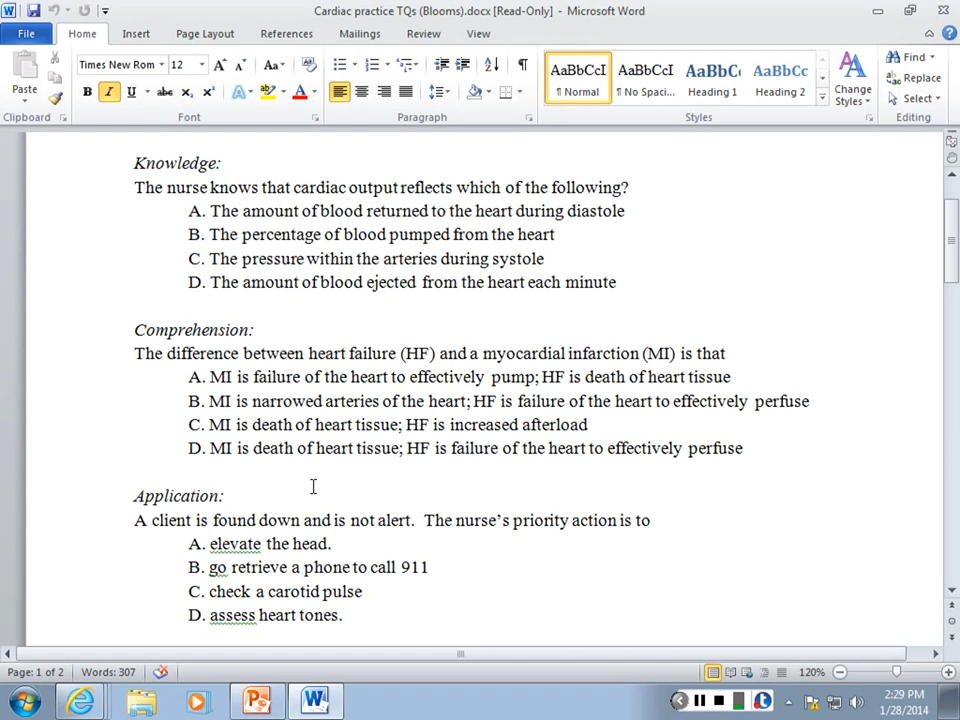 Cardiac practice TQs (Blooms).docx [Read-Only] - Microsoft Word
File Home Insert Page Layout References Mailings Review View
Paste
Clipboard
Times New Rom 12
B I U abc x₂ x² A Aa
Font
Paragraph
AaBbCcI AaBbCcI AaBbCc AaBbCc
¶ Normal ¶ No Spaci... Heading 1 Heading 2
Styles
Change Styles
Find
Replace
Select
Editing
Knowledge:
The nurse knows that cardiac output reflects which of the following?
A. The amount of blood returned to the heart during diastole
B. The percentage of blood pumped from the heart
C. The pressure within the arteries during systole
D. The amount of blood ejected from the heart each minute
Comprehension:
The difference between heart failure (HF) and a myocardial infarction (MI) is that
A. MI is failure of the heart to effectively pump; HF is death of heart tissue
B. MI is narrowed arteries of the heart; HF is failure of the heart to effectively perfuse
C. MI is death of heart tissue; HF is increased afterload
D. MI is death of heart tissue; HF is failure of the heart to effectively perfuse
Application:
A client is found down and is not alert. The nurse's priority action is to
A. elevate the head.
B. go retrieve a phone to call 911
C. check a carotid pulse
D. assess heart tones.
Page: 1 of 2 Words: 307 120%
2:29 PM
1/28/2014